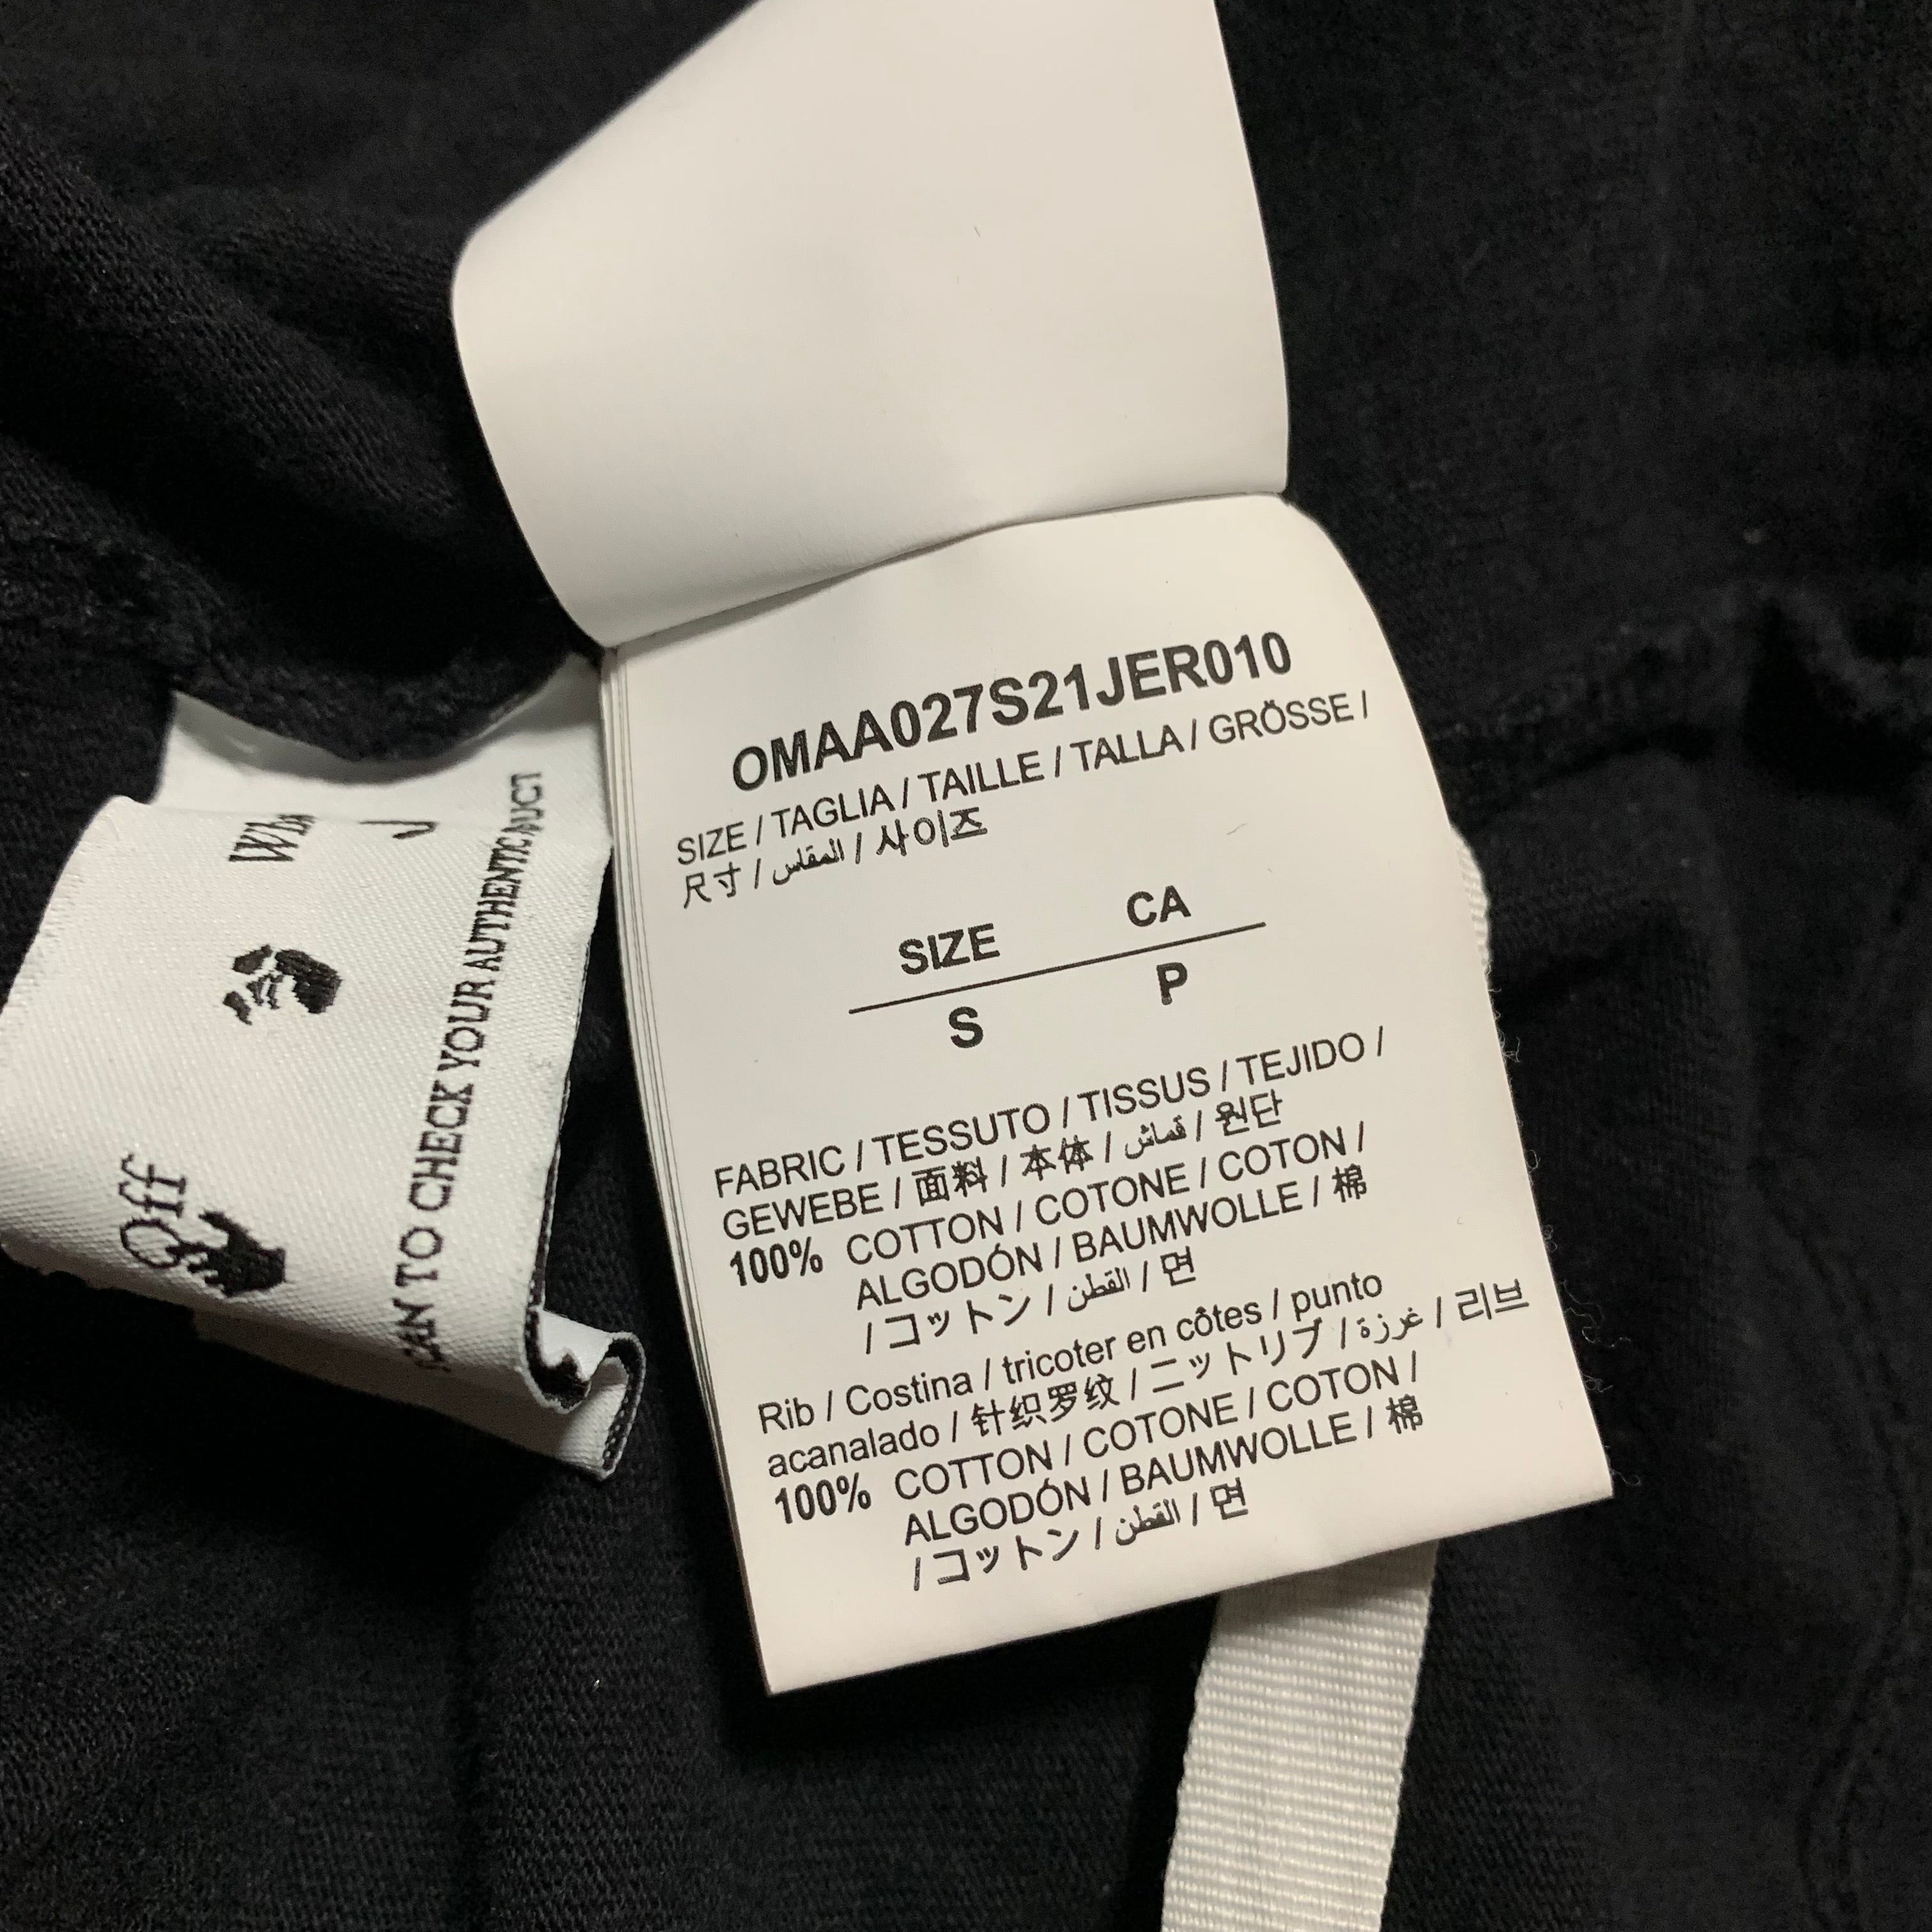 OMAA027S21JER010
SIZE / TAGLIA / TAILLE / TALLA / GRÖSSE /
尺寸 / المقاس / 사이즈
SIZE CA
S P
FABRIC / TESSUTO / TISSUS / TEJIDO /
GEWEBE / 面料 / 本体 / قماش / 원단
100% COTTON / COTONE / COTON /
ALGODÓN / BAUMWOLLE / 棉
/ コットン / القطن / 면
Rib / Costina / tricoter en côtes / punto
acanalado / 针织罗纹 / ニットリブ / غرزة / 리브
100% COTTON / COTONE / COTON /
ALGODÓN / BAUMWOLLE / 棉
/ コットン / القطن / 면
Off
TO CHECK YOUR AUTHENTIC